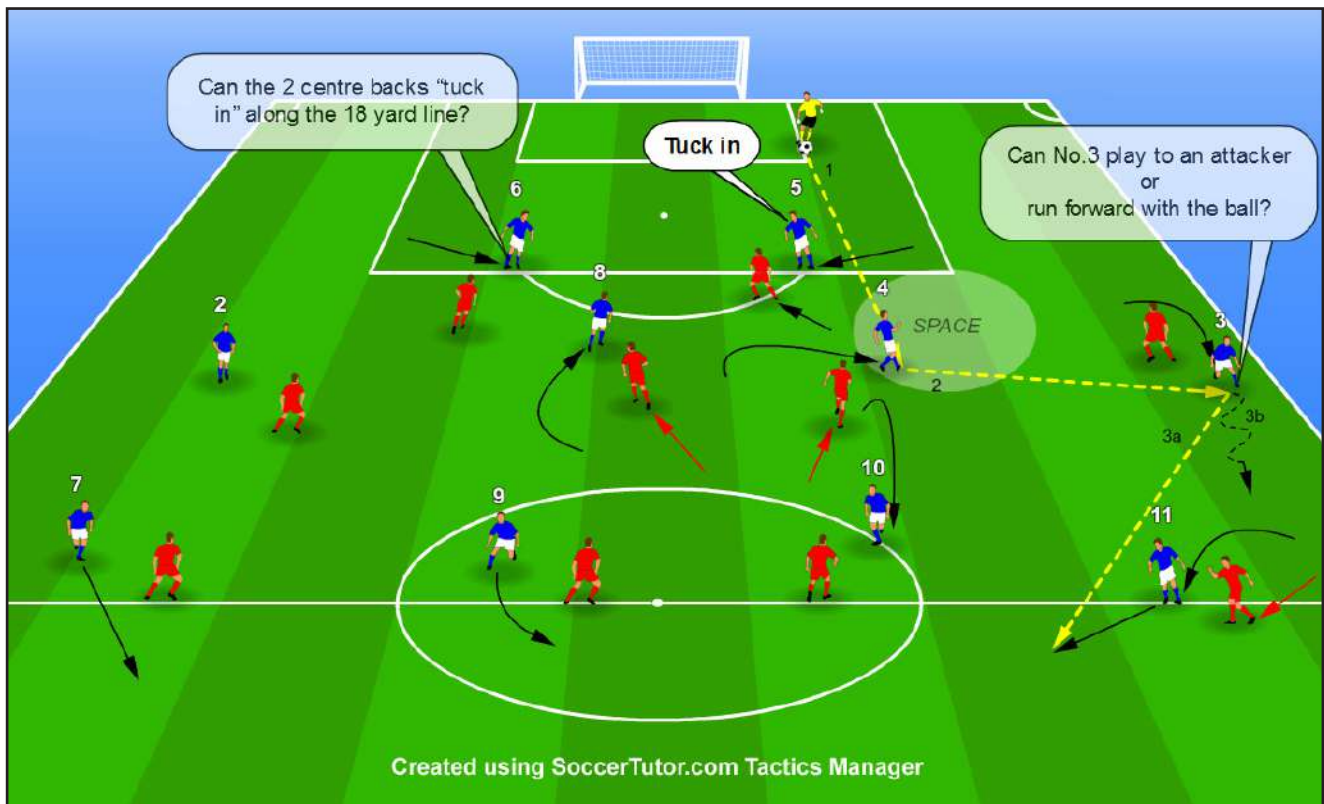 Can the 2 centre backs “tuck
in” along the 18 yard line?
Tuck in
Can No.3 play to an attacker
or
run forward with the ball?
1
6
5
8
4
SPACE
2
3
2
3b
3a
7
9
10
11
Created using SoccerTutor.com Tactics Manager